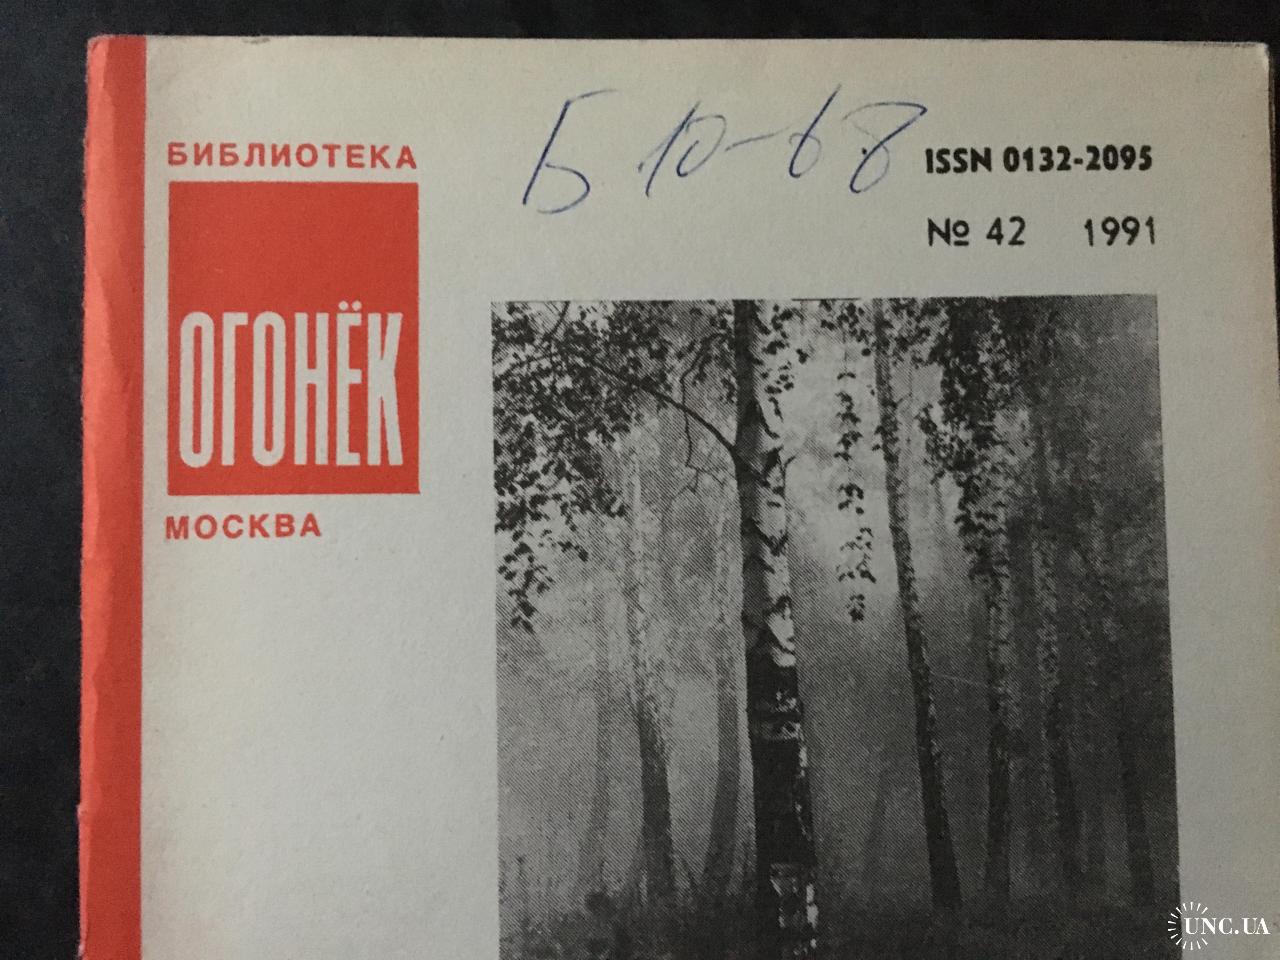 Б 10-68
БИБЛИОТЕКА
ОГОНЁК
МОСКВА
ISSN 0132-2095
№ 42 1991
UNC.UA